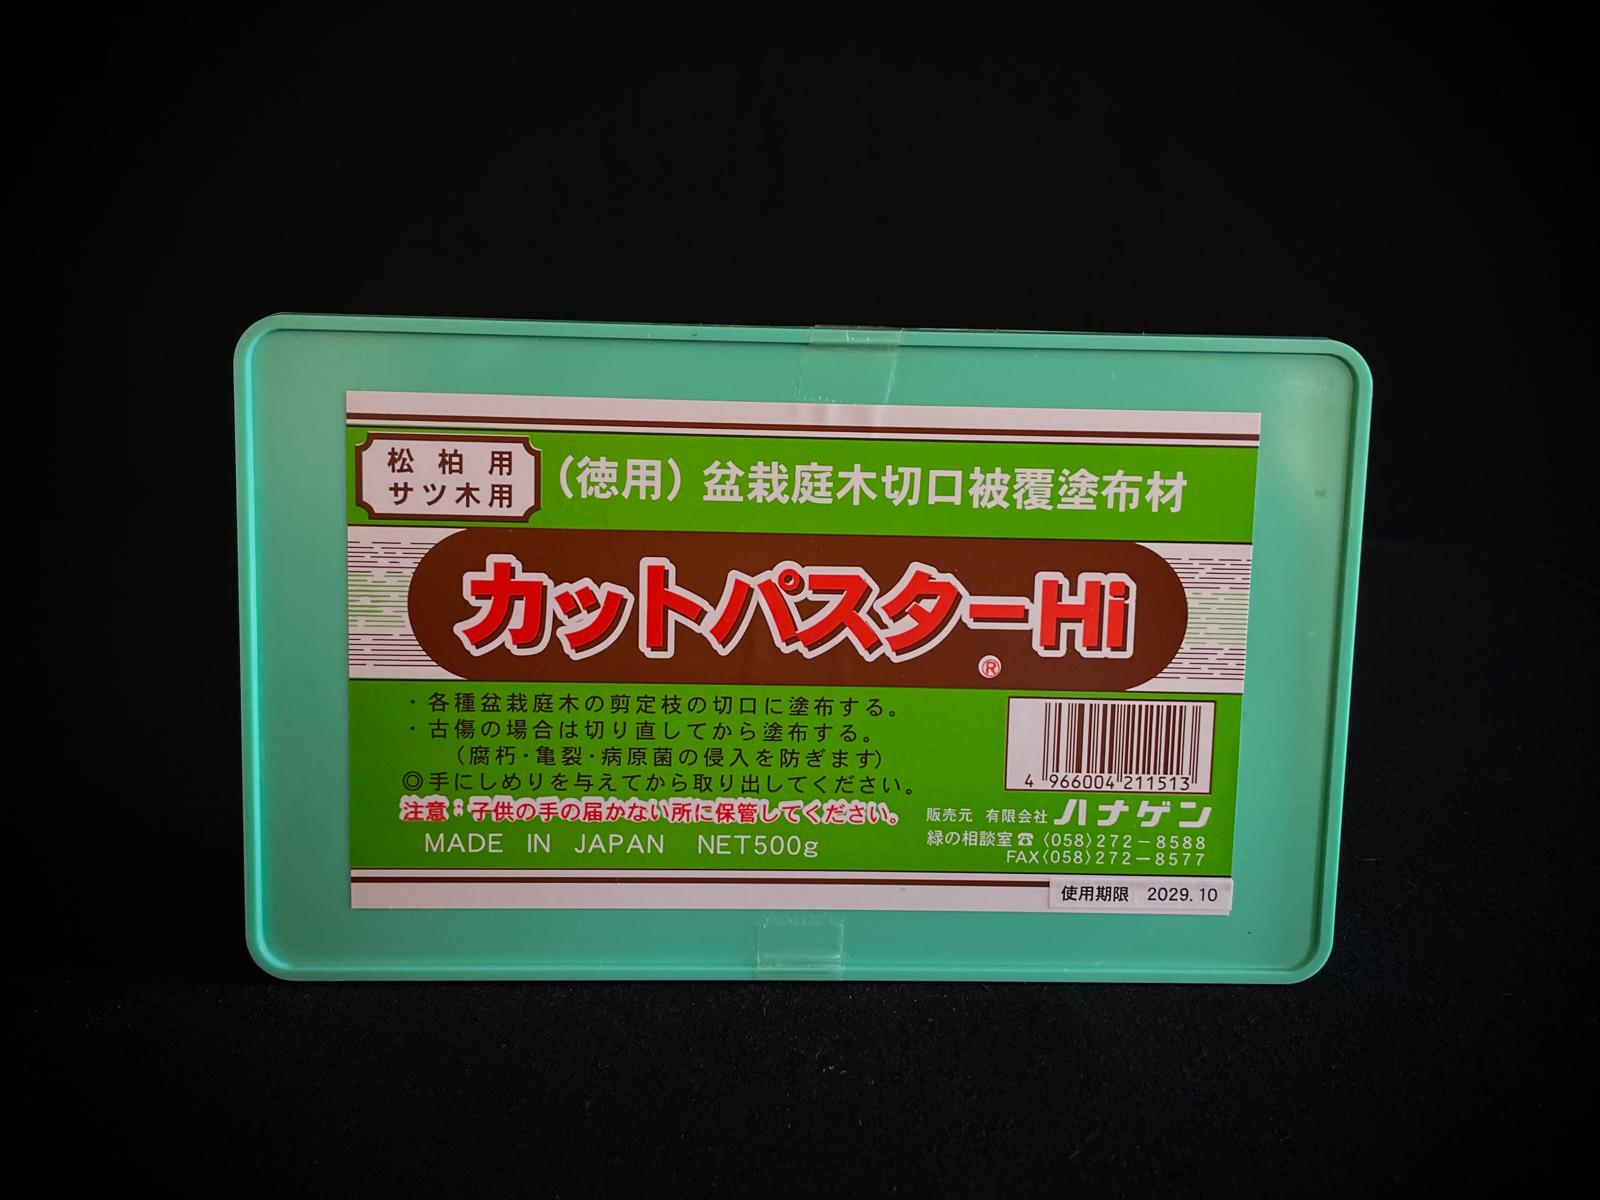 松柏用
サツ木用
(徳用) 盆栽庭木切口被覆塗布材
カットパスターHi
®
・各種盆栽庭木の剪定枝の切口に塗布する。
・古傷の場合は切り直してから塗布する。
(腐朽・亀裂・病原菌の侵入を防ぎます)
◎手にしめりを与えてから取り出してください。
注意：子供の手の届かない所に保管してください。
MADE IN JAPAN NET500g
4 966004 211513
販売元 有限会社 ハナゲン
緑の相談室☎〈058〉272－8588
FAX〈058〉272－8577
使用期限 2029.10